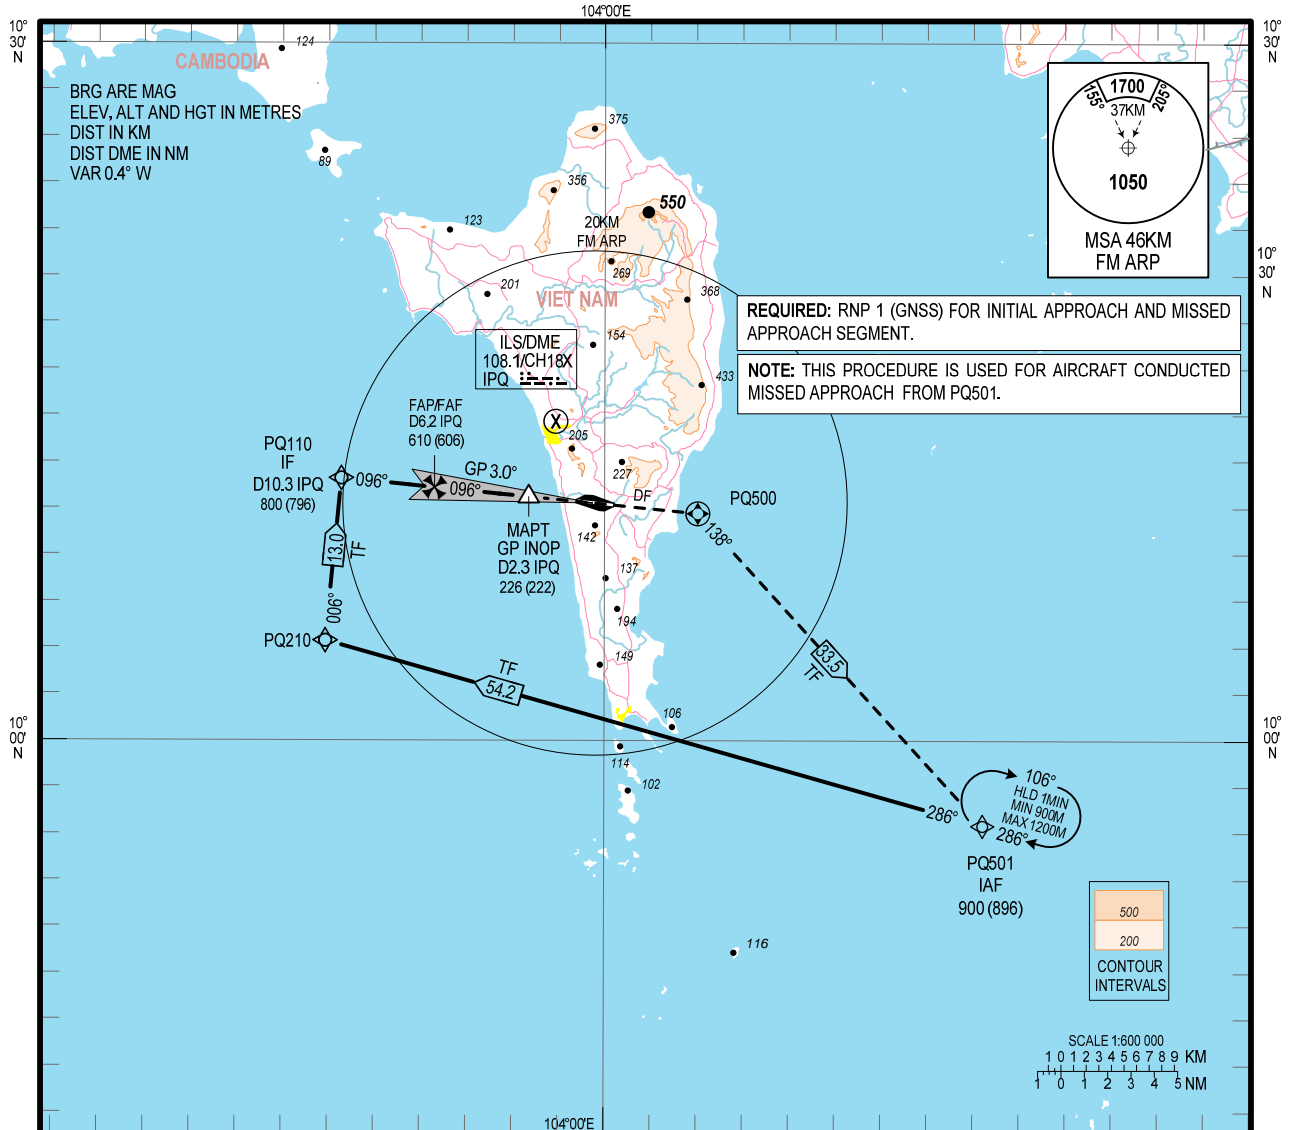 104°00'E
10°
30'
N
10°
30'
N
CAMBODIA
124
BRG ARE MAG
ELEV, ALT AND HGT IN METRES
DIST IN KM
DIST DME IN NM
VAR 0.4° W
89
375
356
123
550
20KM
FM ARP
269
201
VIET NAM
368
154
433
155°
1700
205°
37KM
1050
MSA 46KM
FM ARP
10°
30'
N
REQUIRED: RNP 1 (GNSS) FOR INITIAL APPROACH AND MISSED
APPROACH SEGMENT.
NOTE: THIS PROCEDURE IS USED FOR AIRCRAFT CONDUCTED
MISSED APPROACH FROM PQ501.
ILS/DME
108.1/CH18X
IPQ
FAP/FAF
D6.2 IPQ
610 (606)
X
205
227
PQ110
IF
D10.3 IPQ
800 (796)
096°
096°
GP 3.0°
DF
PQ500
138°
MAPT
GP INOP
D2.3 IPQ
226 (222)
142
137
194
149
13.0
TF
006°
PQ210
TF
54.2
33.5
TF
106
114
102
10°
00'
N
10°
00'
N
286°
106°
HLD 1MIN
MIN 900M
MAX 1200M
286°
PQ501
IAF
900 (896)
116
500
200
CONTOUR
INTERVALS
SCALE 1:600 000
1 0 1 2 3 4 5 6 7 8 9 KM
1 0 1 2 3 4 5 NM
104°00'E